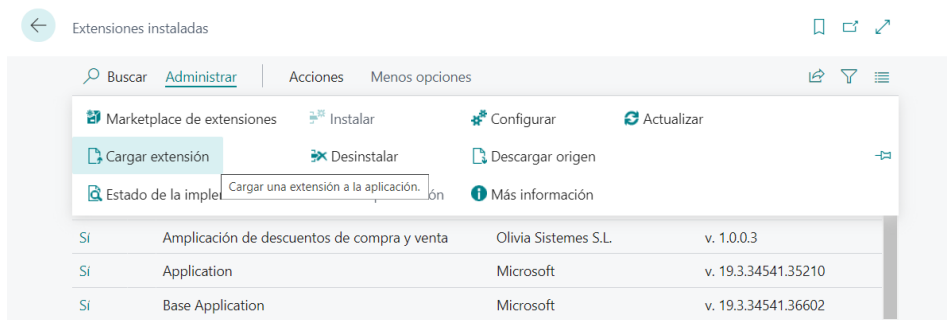 Extensiones instaladas
Buscar Administrar Acciones Menos opciones
Marketplace de extensiones Instalar Configurar Actualizar
Cargar extensión Desinstalar Descargar origen
Cargar una extensión a la aplicación.
Estado de la Más información
Sí Amplicación de descuentos de compra y venta Olivia Sistemes S.L. v. 1.0.0.3
Sí Application Microsoft v. 19.3.34541.35210
Sí Base Application Microsoft v. 19.3.34541.36602